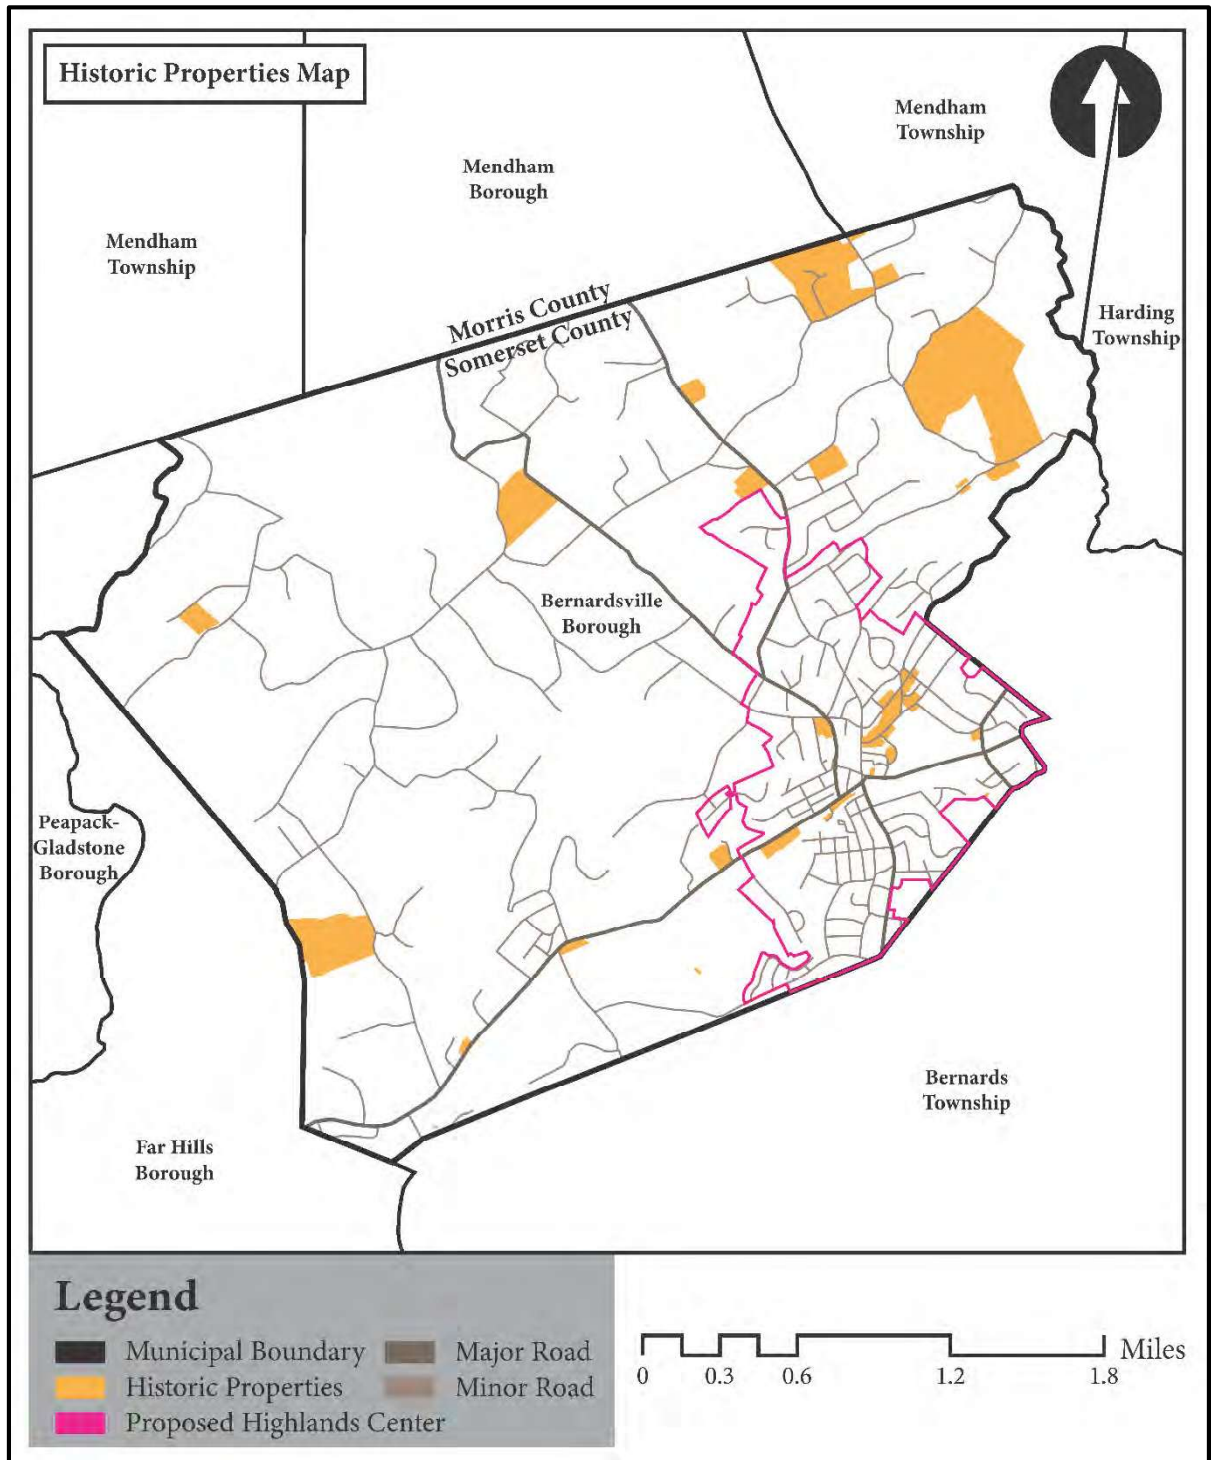 Historic Properties Map
Mendham
Township
Mendham
Borough
Mendham
Township
Morris County
Somerset County
Harding
Township
Bernardsville
Borough
Peapack-
Gladstone
Borough
Bernards
Township
Far Hills
Borough
Legend
Municipal Boundary
Major Road
Historic Properties
Minor Road
Proposed Highlands Center
Miles
0 0.3 0.6 1.2 1.8